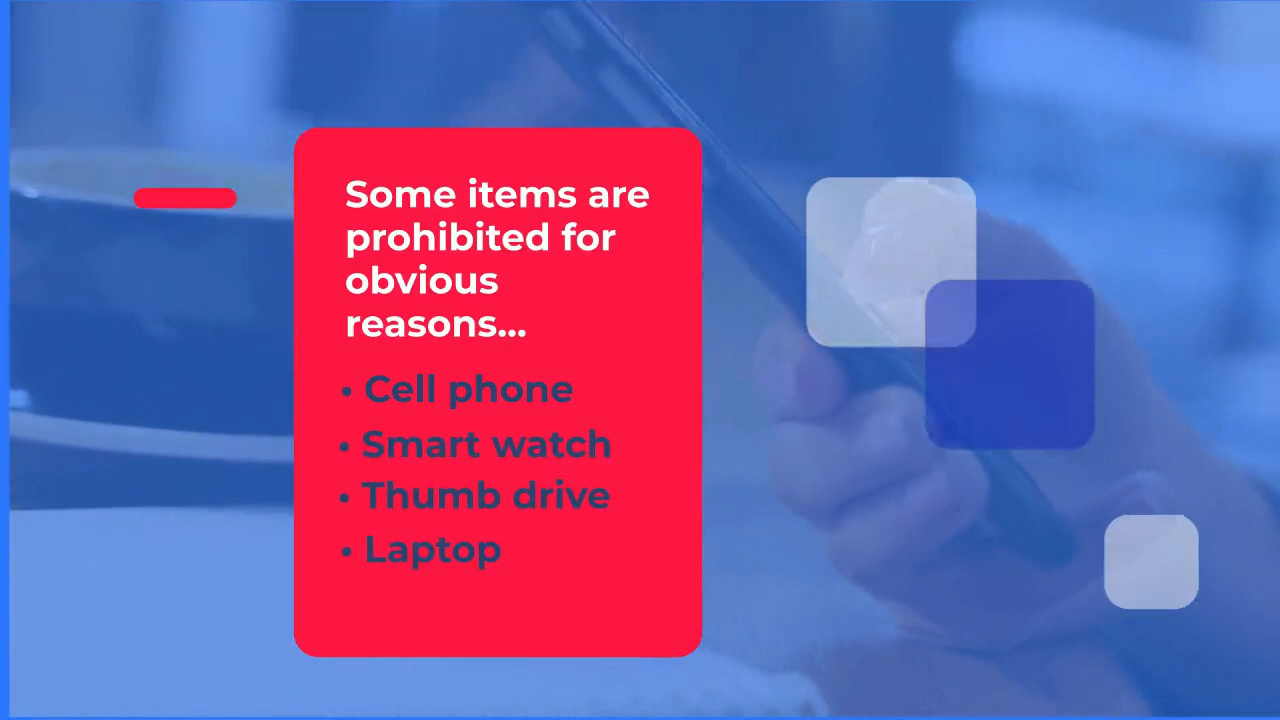 Some items are
prohibited for
obvious
reasons...
• Cell phone
• Smart watch
• Thumb drive
• Laptop